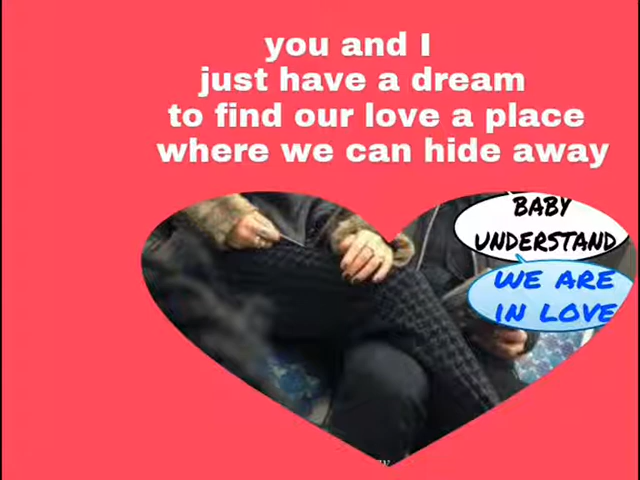 you and I
just have a dream
to find our love a place
where we can hide away
BABY
UNDERSTAND
WE ARE
IN LOVE